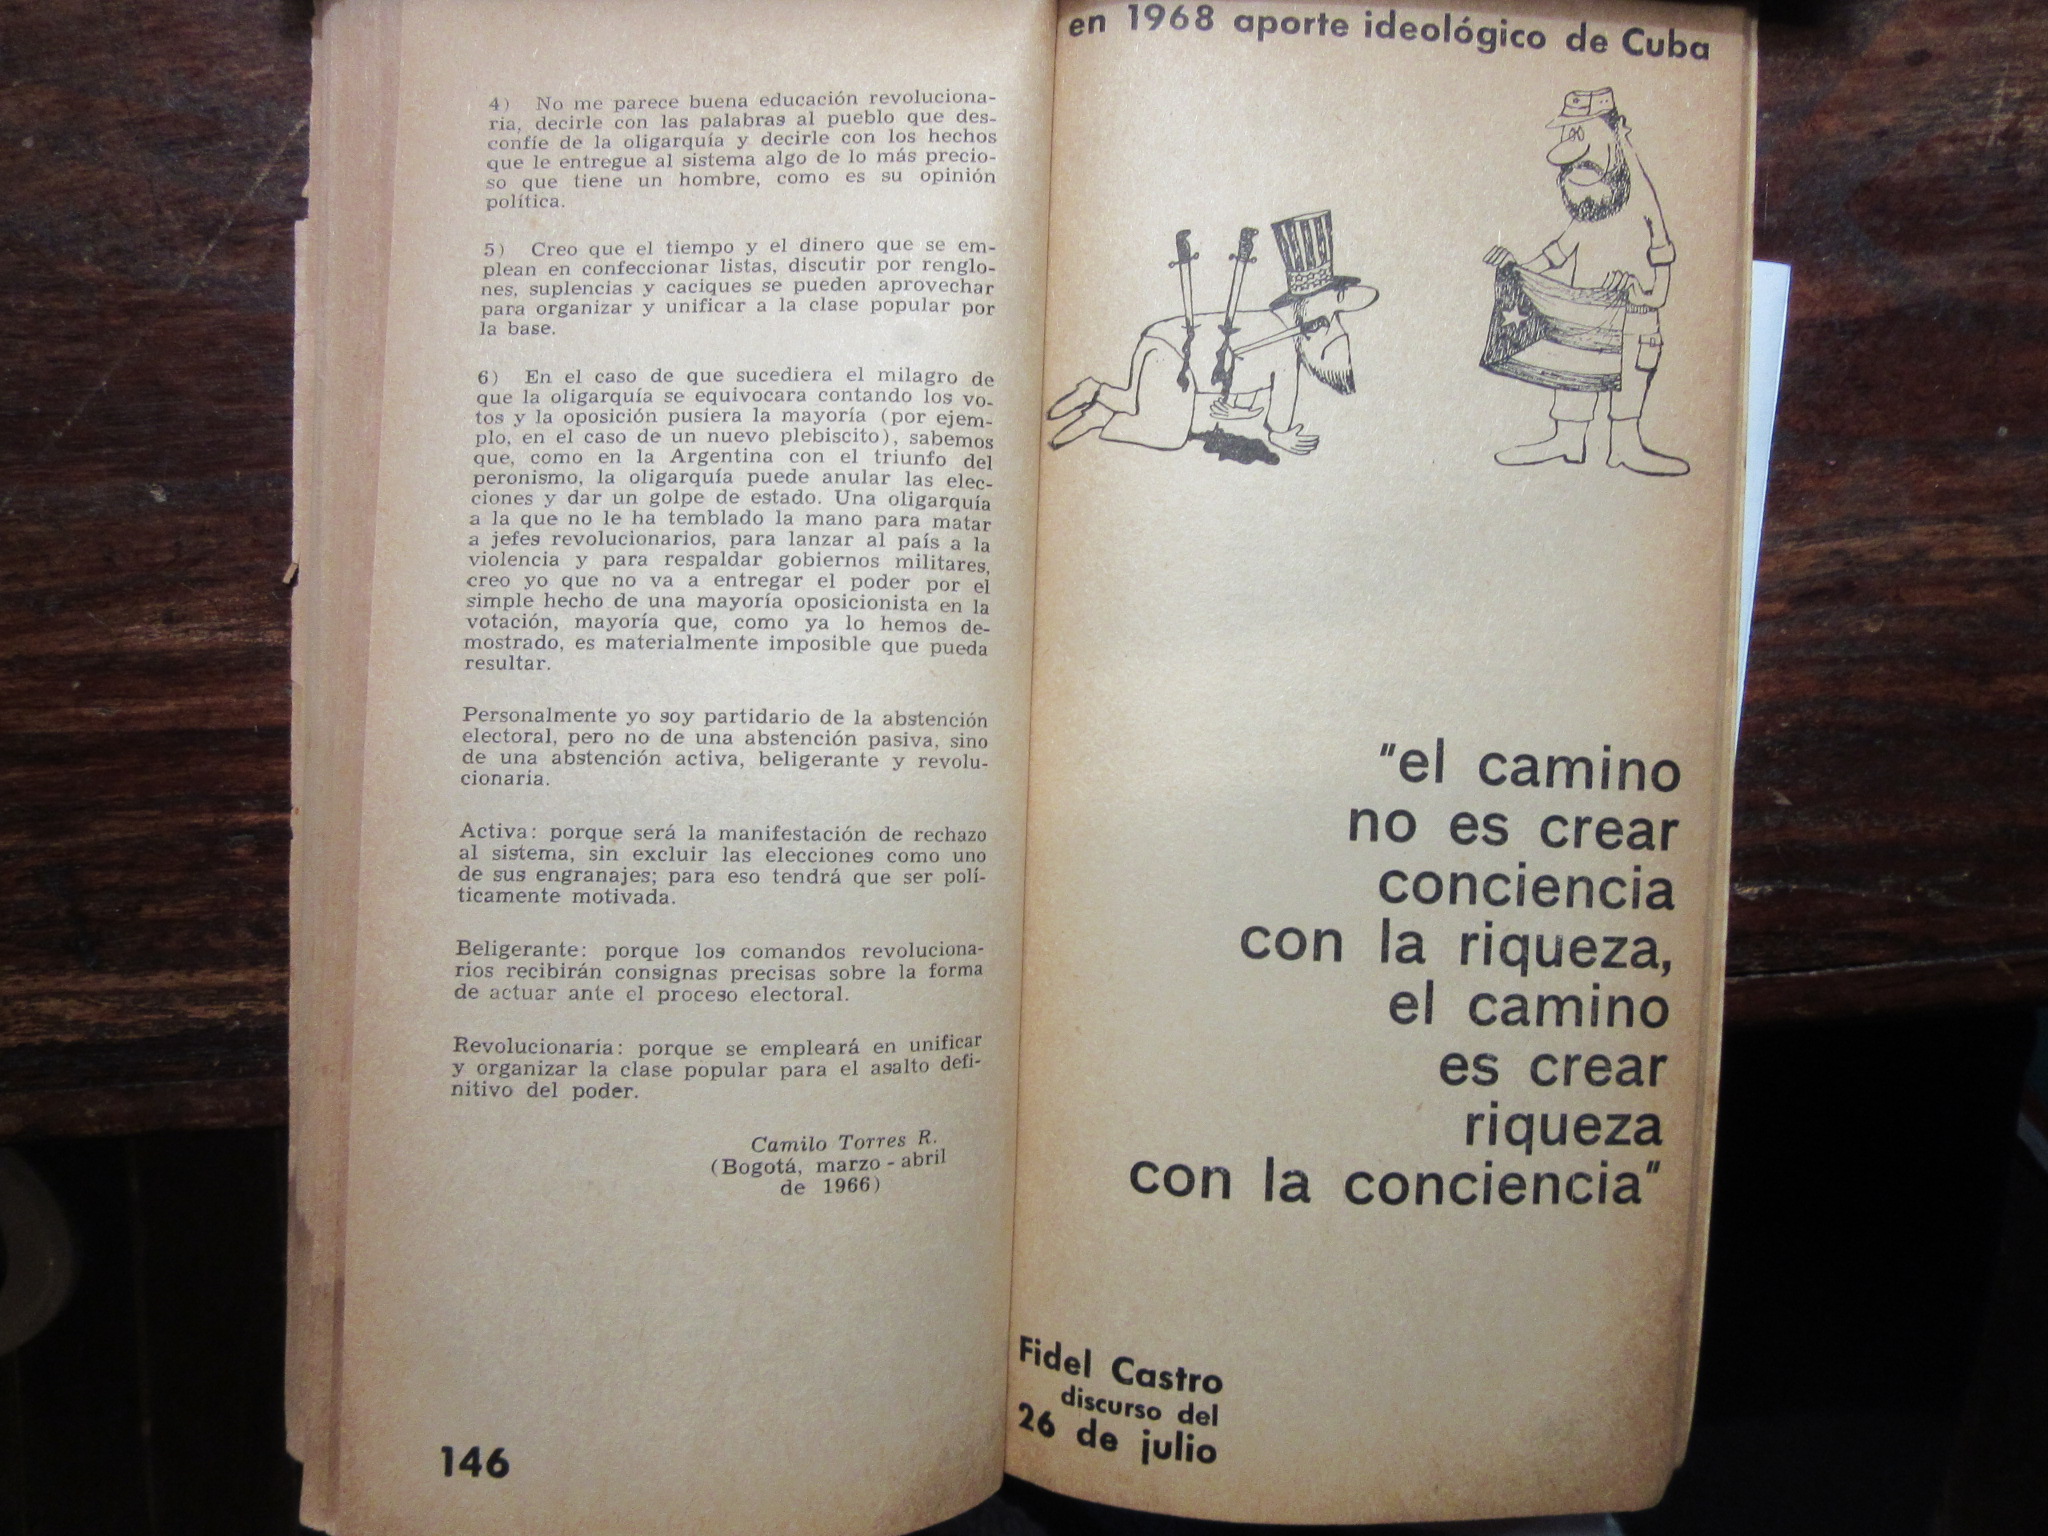 4) No me parece buena educación revoluciona-
ria, decirle con las palabras al pueblo que des-
confíe de la oligarquía y decirle con los hechos
que le entregue al sistema algo de lo más precio-
so que tiene un hombre, como es su opinión
política.
5) Creo que el tiempo y el dinero que se em-
plean en confeccionar listas, discutir por renglo-
nes, suplencias y caciques se pueden aprovechar
para organizar y unificar a la clase popular por
la base.
6) En el caso de que sucediera el milagro de
que la oligarquía se equivocara contando los vo-
tos y la oposición pusiera la mayoría (por ejem-
plo, en el caso de un nuevo plebiscito), sabemos
que, como en la Argentina con el triunfo del
peronismo, la oligarquía puede anular las elec-
ciones y dar un golpe de estado. Una oligarquía
a la que no le ha temblado la mano para matar
a jefes revolucionarios, para lanzar al país a la
violencia y para respaldar gobiernos militares,
creo yo que no va a entregar el poder por el
simple hecho de una mayoría oposicionista en la
votación, mayoría que, como ya lo hemos de-
mostrado, es materialmente imposible que pueda
resultar.
Personalmente yo soy partidario de la abstención
electoral, pero no de una abstención pasiva, sino
de una abstención activa, beligerante y revolu-
cionaria.
Activa: porque será la manifestación de rechazo
al sistema, sin excluir las elecciones como uno
de sus engranajes; para eso tendrá que ser polí-
ticamente motivada.
Beligerante: porque los comandos revoluciona-
rios recibirán consignas precisas sobre la forma
de actuar ante el proceso electoral.
Revolucionaria: porque se empleará en unificar
y organizar la clase popular para el asalto defi-
nitivo del poder.
Camilo Torres R.
(Bogotá, marzo - abril
de 1966)
146
en 1968 aporte ideológico de Cuba
"el camino
no es crear
conciencia
con la riqueza,
el camino
es crear
riqueza
con la conciencia"
Fidel Castro
discurso del
26 de julio